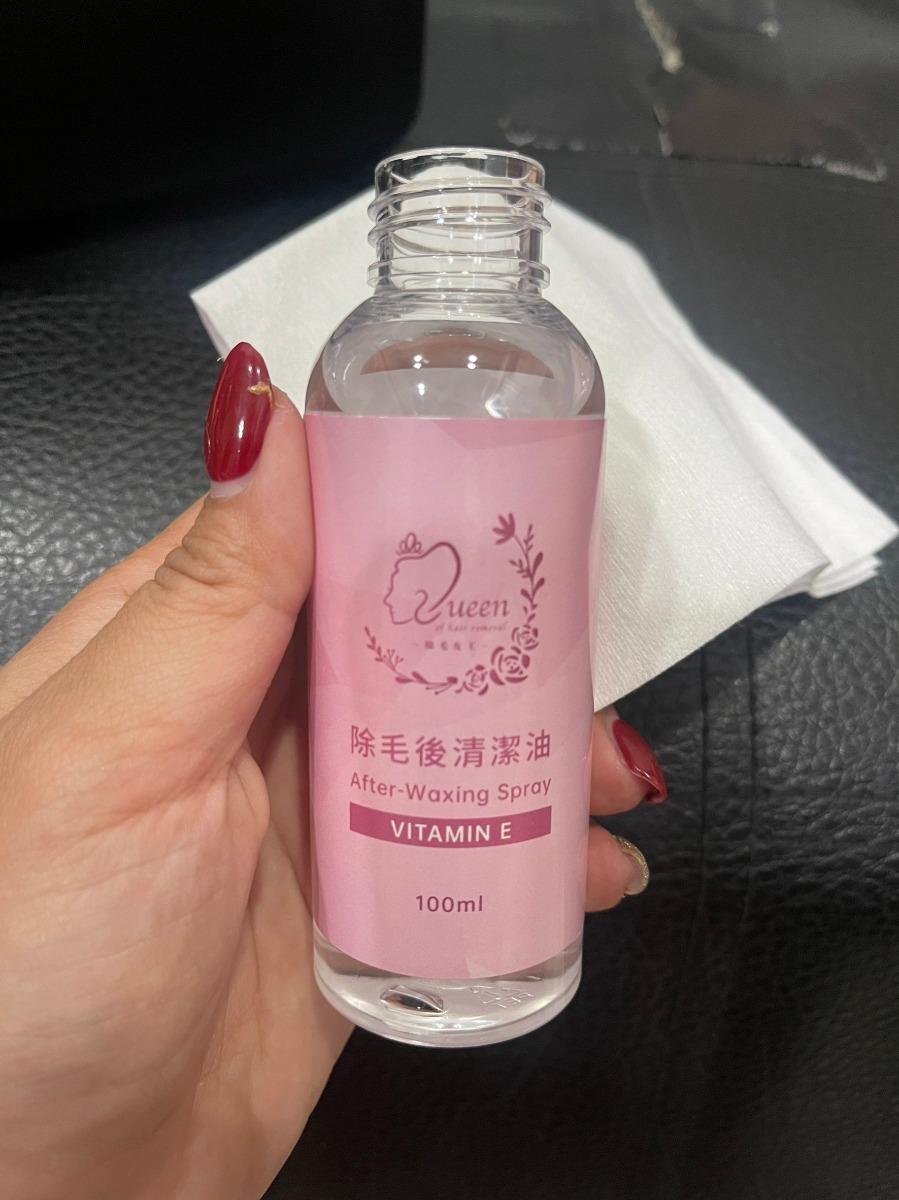 Queen
of hair removal
除毛後清潔油
After-Waxing Spray
VITAMIN E
100ml